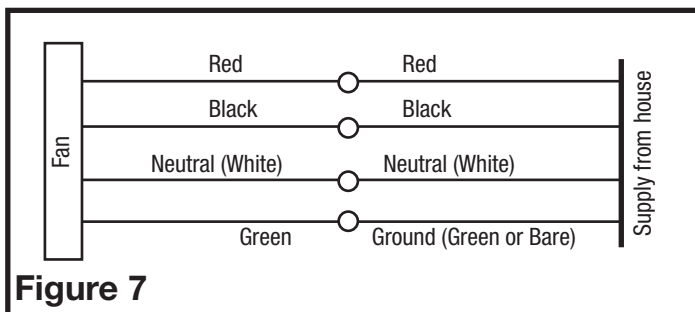 Red Red
Black Black
Fan
Neutral (White) Neutral (White)
Supply from house
Green Ground (Green or Bare)
Figure 7